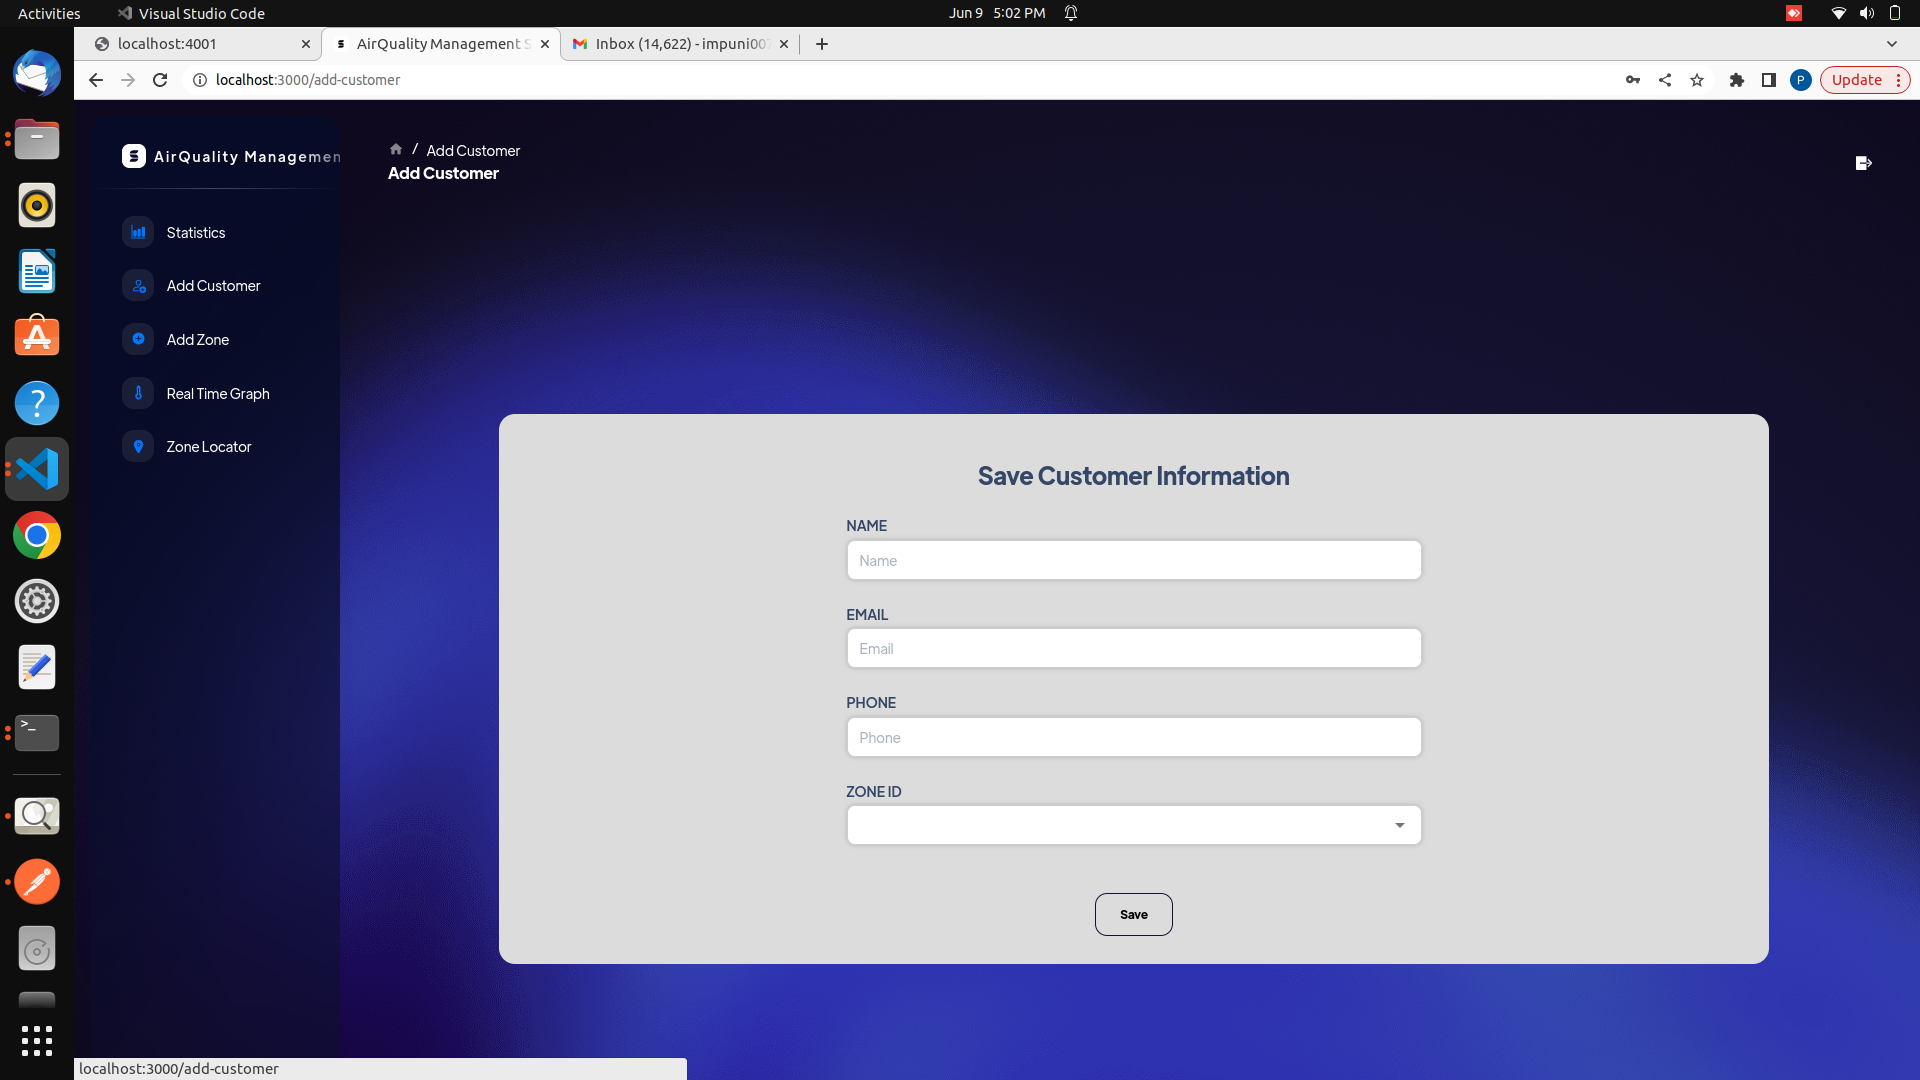 Activities
Visual Studio Code
Jun 9 5:02 PM
localhost:4001
AirQuality Management S
Inbox (14,622) - impuni007
localhost:3000/add-customer
P
Update
AirQuality Managemen
/ Add Customer
Add Customer
Statistics
Add Customer
Add Zone
Real Time Graph
Zone Locator
Save Customer Information
NAME
Name
EMAIL
Email
PHONE
Phone
ZONE ID
Save
localhost:3000/add-customer